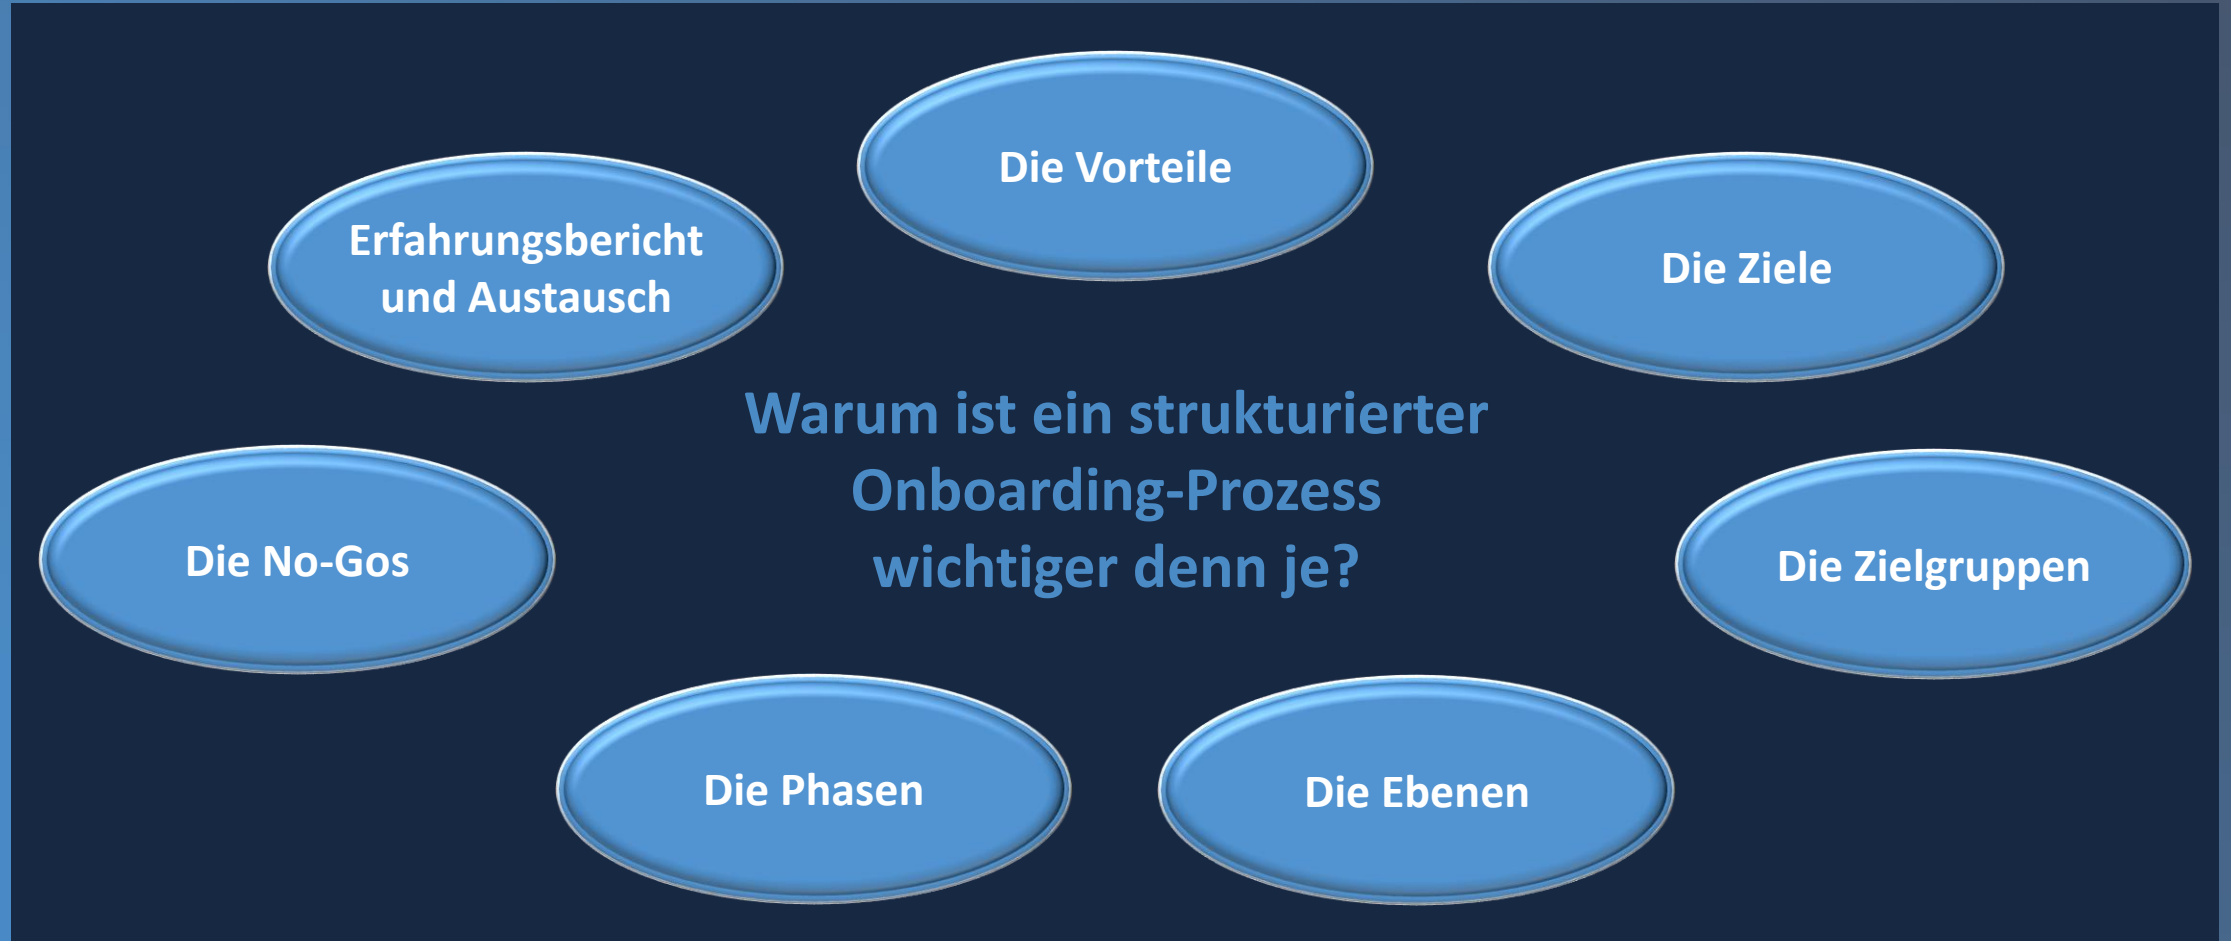 Die Vorteile
Erfahrungsbericht
und Austausch
Die Ziele
Warum ist ein strukturierter
Onboarding-Prozess
wichtiger denn je?
Die No-Gos
Die Zielgruppen
Die Phasen
Die Ebenen